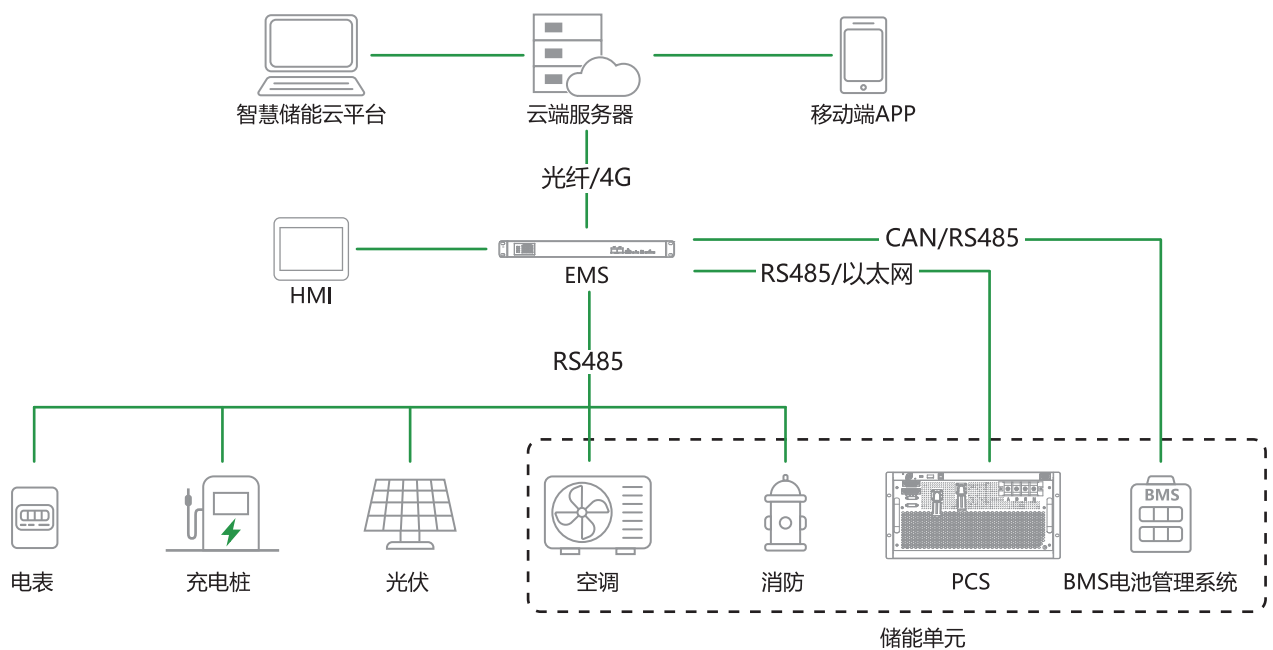 智慧储能云平台
云端服务器
移动端APP
光纤/4G
CAN/RS485
RS485/以太网
EMS
HMI
RS485
BMS
电表
充电桩
光伏
空调
消防
PCS
BMS电池管理系统
储能单元